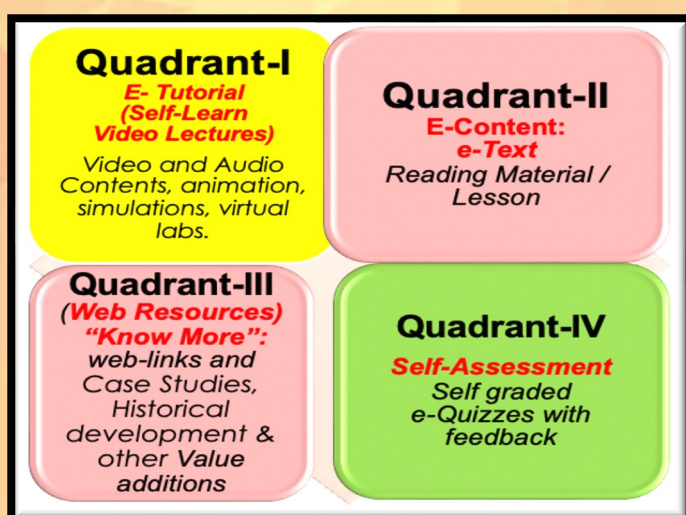 Quadrant-I
E- Tutorial
(Self-Learn
Video Lectures)
Video and Audio
Contents, animation,
simulations, virtual
labs.
Quadrant-II
E-Content:
e-Text
Reading Material /
Lesson
Quadrant-III
(Web Resources)
“Know More”:
web-links and
Case Studies,
Historical
development &
other Value
additions
Quadrant-IV
Self-Assessment
Self graded
e-Quizzes with
feedback